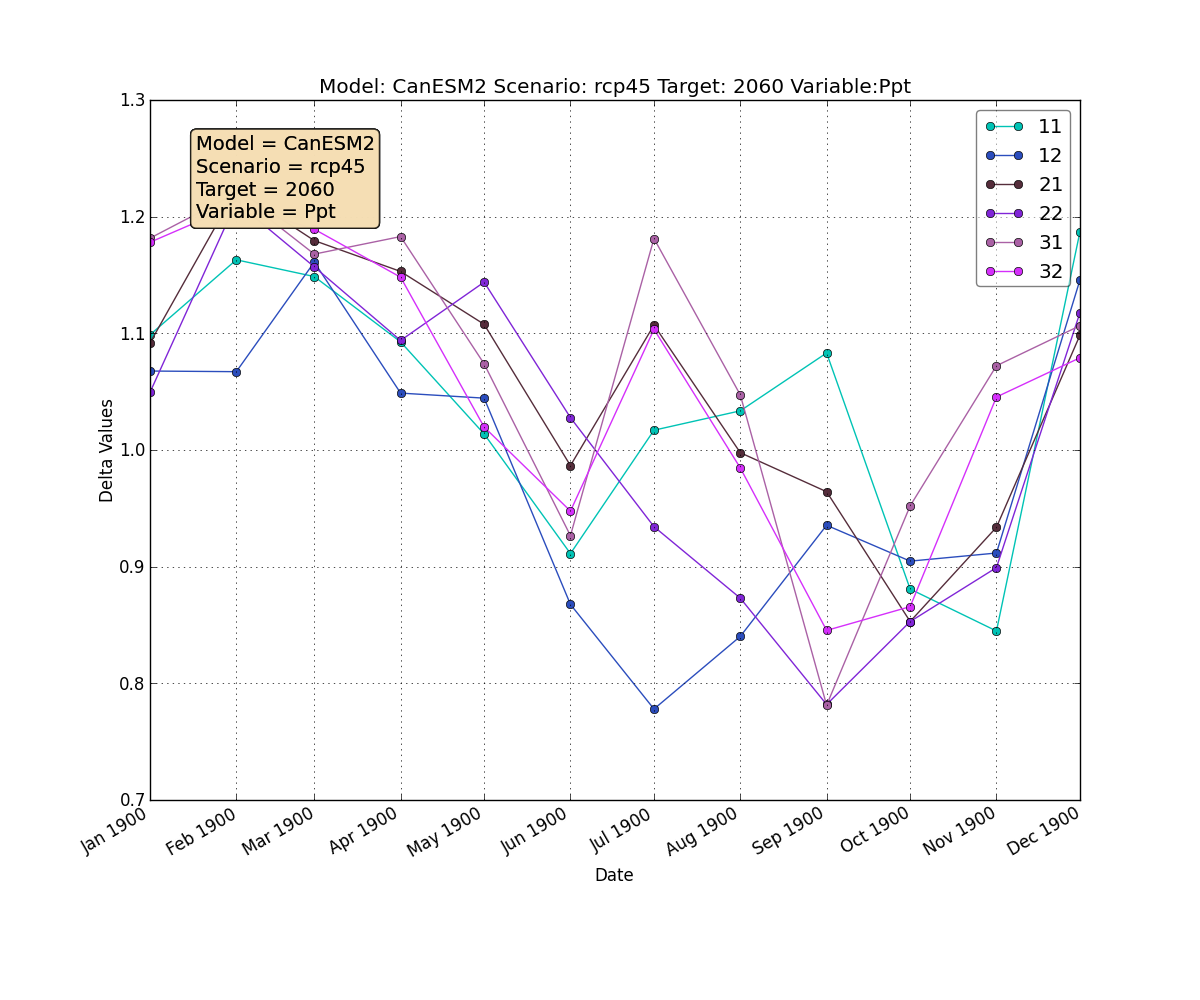 Model: CanESM2 Scenario: rcp45 Target: 2060 Variable:Ppt
1.3
1.2
1.1
1.0
0.9
0.8
0.7
Delta Values
Model = CanESM2
Scenario = rcp45
Target = 2060
Variable = Ppt
11
12
21
22
31
32
Jan 1900
Feb 1900
Mar 1900
Apr 1900
May 1900
Jun 1900
Jul 1900
Aug 1900
Sep 1900
Oct 1900
Nov 1900
Dec 1900
Date